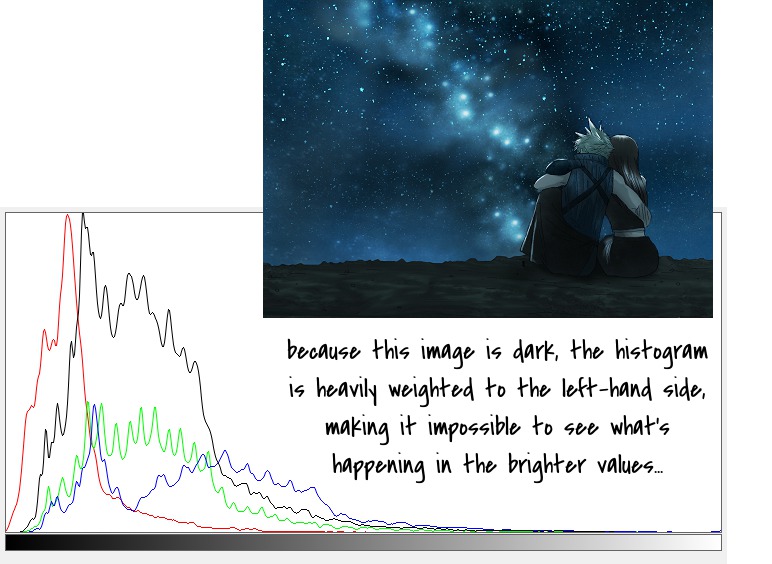 because this image is dark, the histogram
is heavily weighted to the left-hand side,
making it impossible to see what's
happening in the brighter values...